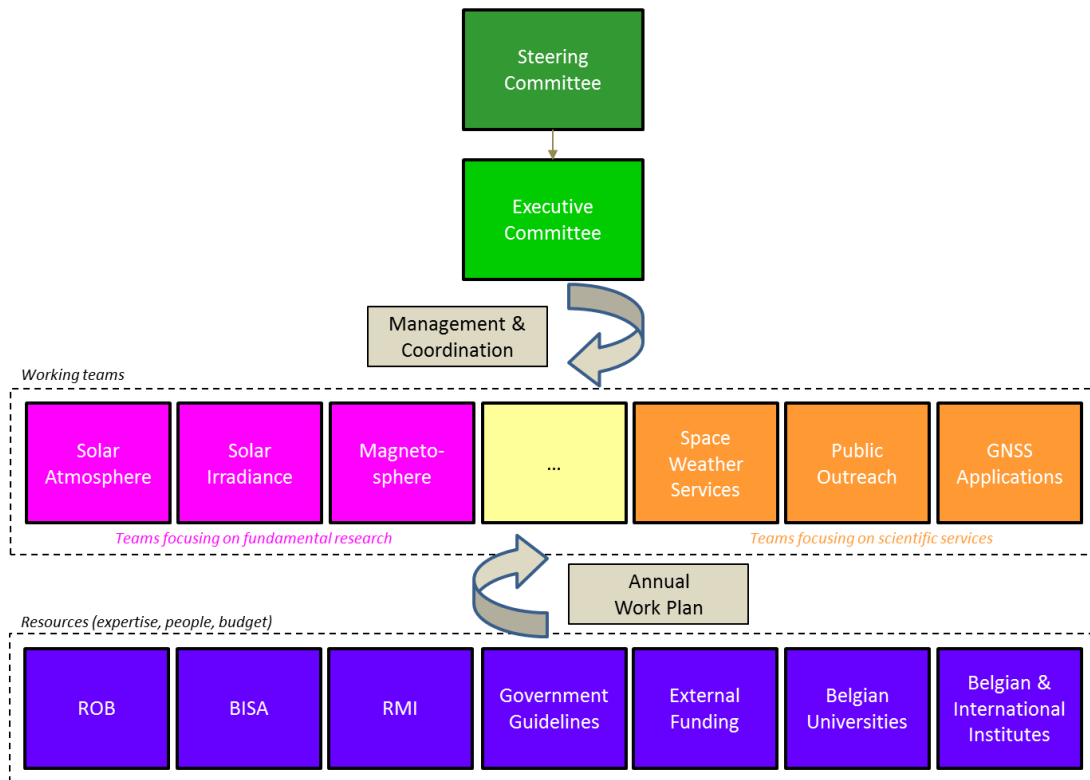 Steering
Committee
Executive
Committee
Management &
Coordination
Working teams
Solar
Atmosphere
Solar
Irradiance
Magneto-
sphere
...
Space
Weather
Services
Public
Outreach
GNSS
Applications
Teams focusing on fundamental research
Teams focusing on scientific services
Annual
Work Plan
Resources (expertise, people, budget)
ROB
BISA
RMI
Government
Guidelines
External
Funding
Belgian
Universities
Belgian &
International
Institutes